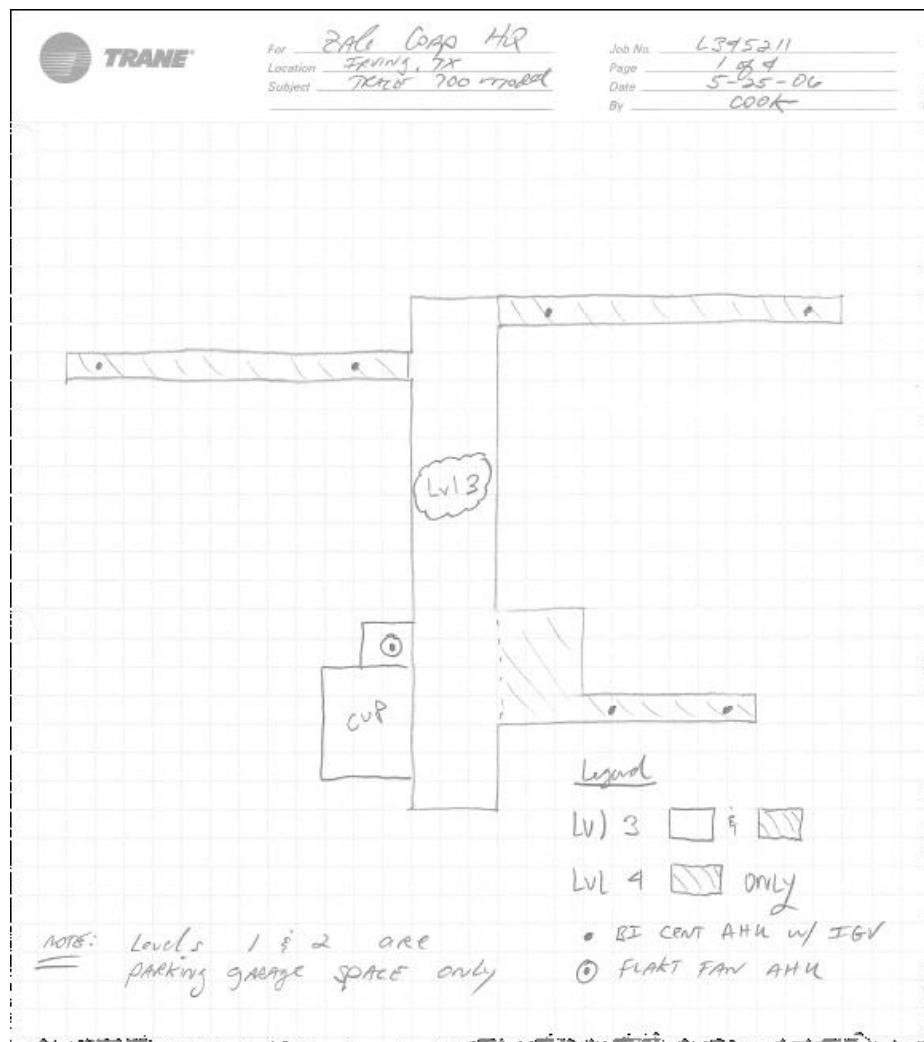 TRANE
For Zale Corp HQ
Location Irving, TX
Subject TRACE 700 model
Job No. L345211
Page 1 of 4
Date 5-25-06
By COOK
Lvl 3
CUP
Legend
Lvl 3 &
Lvl 4 ONLY
• BI CENT AHU w/ IGV
FLAKT FAN AHU
NOTE: Levels 1 & 2 are
PARKING GARAGE SPACE ONLY